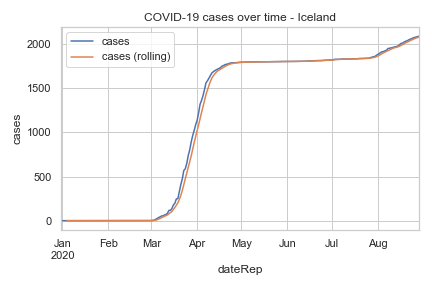 COVID-19 cases over time - Iceland
cases
cases (rolling)
cases
2000
1500
1000
500
0
Jan
2020
Feb
Mar
Apr
May
Jun
Jul
Aug
dateRep